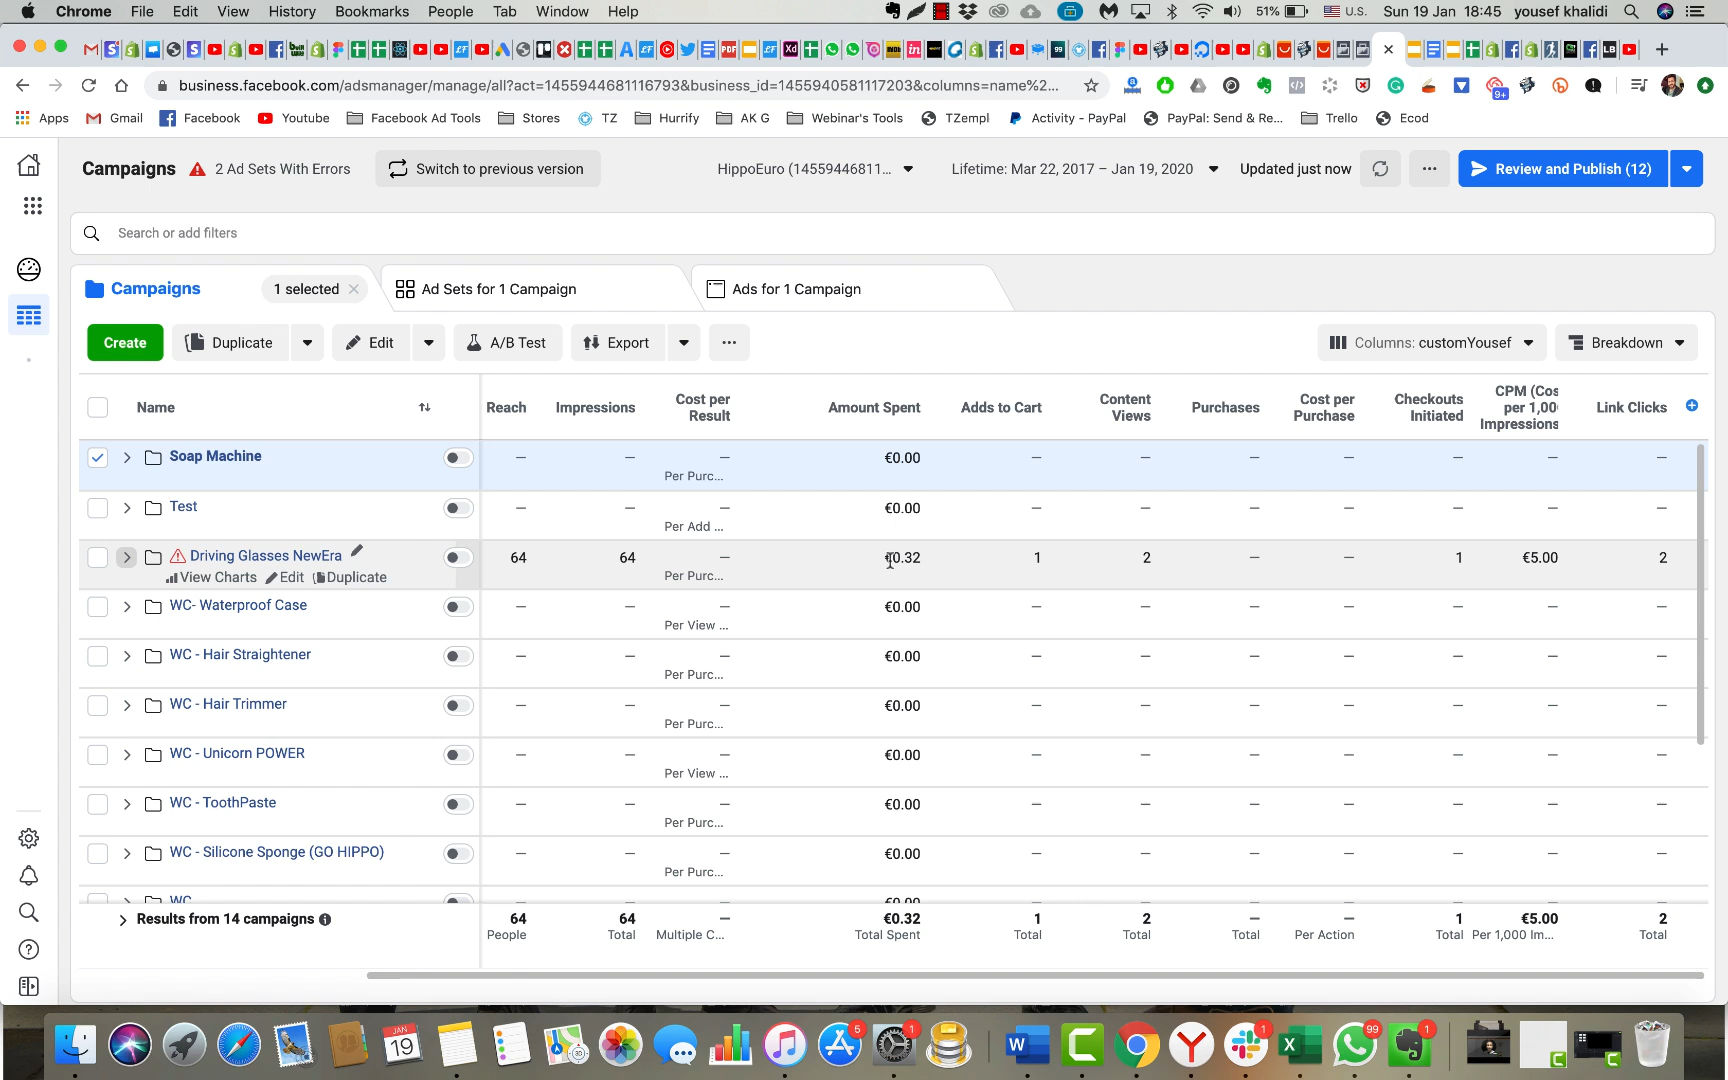 Chrome File Edit View History Bookmarks People Tab Window Help
51% U.S. Sun 19 Jan 18:45 yousef khalidi
business.facebook.com/adsmanager/manage/all?act=1455944681116793&business_id=1455940581117203&columns=name%2...
Apps Gmail Facebook Youtube Facebook Ad Tools Stores TZ Hurrify AK G Webinar's Tools TZempl Activity - PayPal PayPal: Send & Re... Trello Ecod
Campaigns 2 Ad Sets With Errors Switch to previous version HippoEuro (14559446811... Lifetime: Mar 22, 2017 – Jan 19, 2020 Updated just now ... Review and Publish (12)
Search or add filters
Campaigns 1 selected Ad Sets for 1 Campaign Ads for 1 Campaign
Create Duplicate Edit A/B Test Export ... Columns: customYousef Breakdown
Name Reach Impressions Cost per Result Amount Spent Adds to Cart Content Views Purchases Cost per Purchase Checkouts Initiated CPM (Cos per 1,00 Impressions Link Clicks
Soap Machine — — — €0.00 — — — — — — —
Per Purc...
Test — — — €0.00 — — — — — — —
Per Add ...
Driving Glasses NewEra 64 64 — €0.32 1 2 — — 1 €5.00 2
View Charts Edit Duplicate Per Purc...
WC- Waterproof Case — — — €0.00 — — — — — — —
Per View ...
WC - Hair Straightener — — — €0.00 — — — — — — —
Per Purc...
WC - Hair Trimmer — — — €0.00 — — — — — — —
Per Purc...
WC - Unicorn POWER — — — €0.00 — — — — — — —
Per View ...
WC - ToothPaste — — — €0.00 — — — — — — —
Per Purc...
WC - Silicone Sponge (GO HIPPO) — — — €0.00 — — — — — — —
Per Purc...
WC €0.00
Results from 14 campaigns 64 64 — €0.32 1 2 — — 1 €5.00 2
People Total Multiple C... Total Spent Total Total Total Per Action Total Per 1,000 Im... Total
JAN 19 5 1 1 99 1